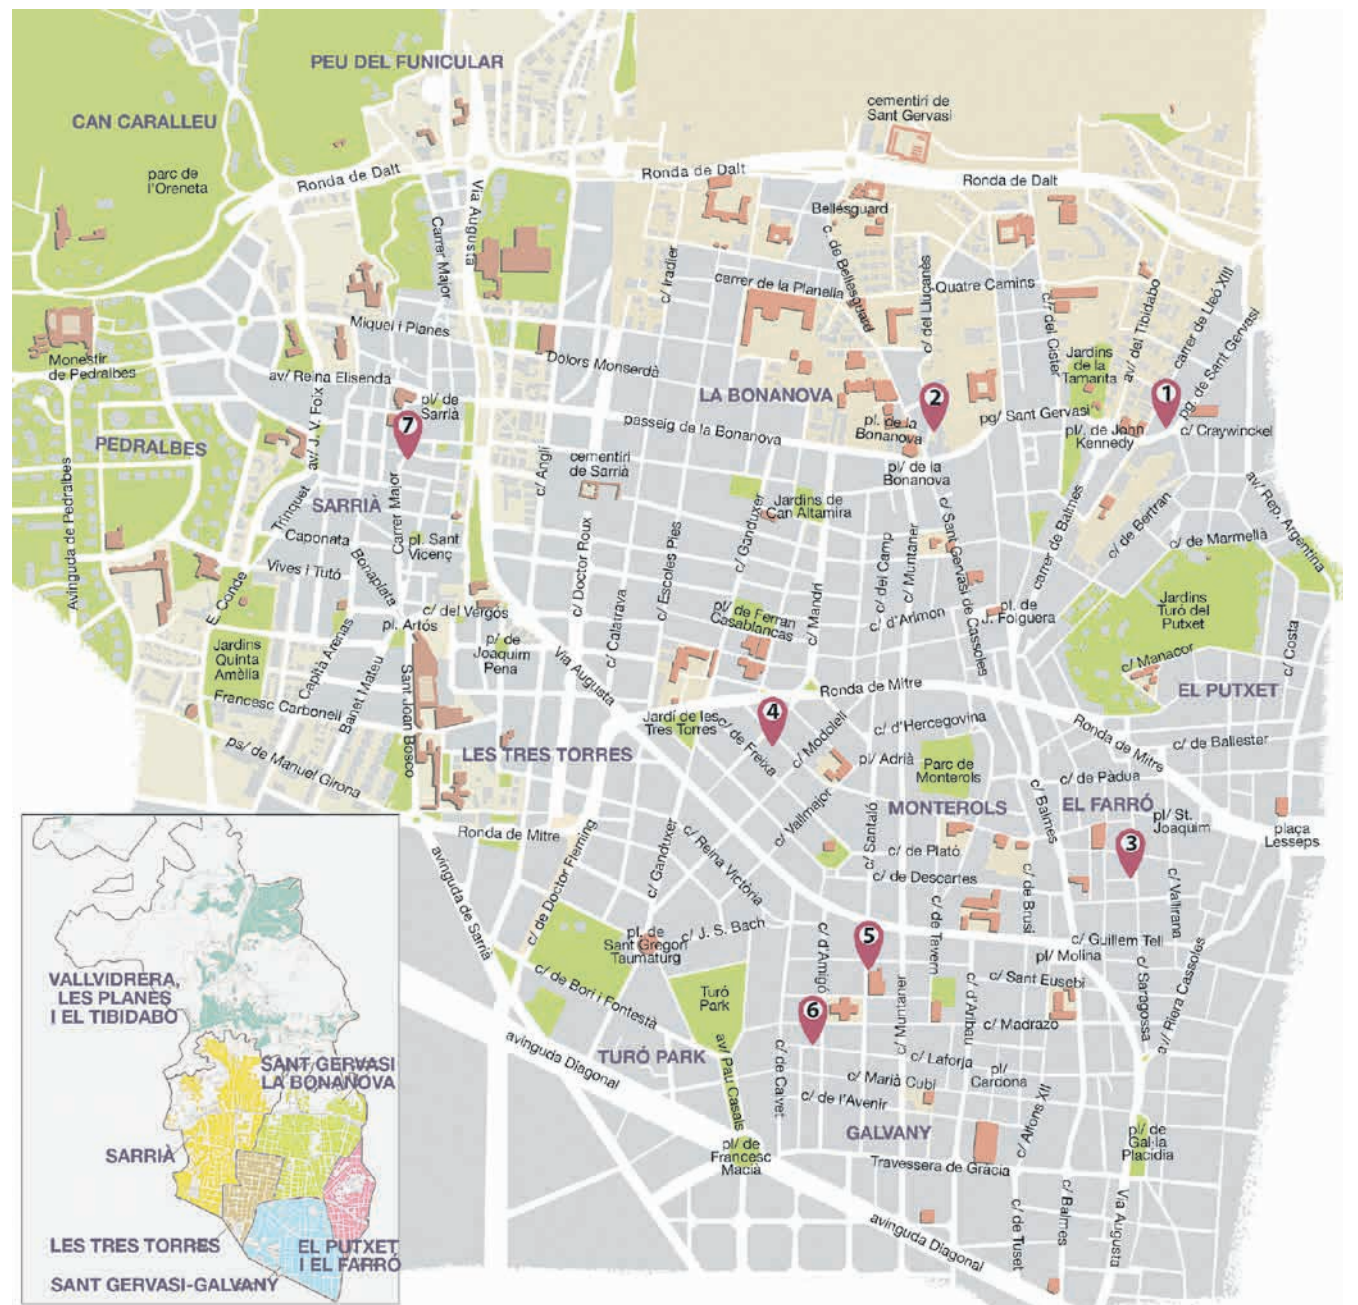 PEU DEL FUNICULAR
CAN CARALLEU
cementiri de
Sant Gervasi
parc de
l'Oreneta
Ronda de Dalt
Ronda de Dalt
Ronda de Dalt
Via Augusta
Carrer Major
Bellesguard
c. de Bellesguard
c/ Iradier
carrer de la Planella
c/ del Llucanès
Quatre Camins
c/r del Cister
av/ del Tibidabo
carrer de Lleó XIII
pg. de Sant Gervasi
Miquel i Planes
Monestir
de Pedralbes
av/ Reina Elisenda
Dolors Monserdà
Jardins
de la
Tamarita
LA BONANOVA
pl/ de
Sarrià
7
2
1
passeig de la Bonanova
pl. de la
Bonanova
pg/ Sant Gervasi
pl/. de John
Kennedy
c/ Craywinckel
PEDRALBES
av/ J. V. Foix
c/ Anglí
cementiri
de Sarrià
pl/ de la
Bonanova
Avinguda de Pedralbes
SARRIÀ
Trinquet
Carrer Major
Jardins de
Can Altamira
c/ Ganduxer
carrer de Balmes
c/ de Bertran
av/ Rep. Argentina
Caponata
pl. Sant
Vicenç
c/ Doctor Roux
c/ Escoles Pies
c/ del Camp
c/ Muntaner
c/ Sant Gervasi de Cassoles
c/ de Marmellà
Vives i Tutó
Bonaplata
E. Conde
c/ del Vergós
pl. Artós
c/ Calatrava
pl/ de Ferran
Casablancas
c/ Mandri
c/ d'Arimon
pl. de
J. Folguera
Jardins
Turó del
Putxet
c/ Costa
c/ Manacor
EL PUTXET
Jardins
Quinta
Amèlia
Capità Arenas
p/ de
Joaquim
Pena
Via Augusta
Banet Mateu
Sant Joan Bosco
Francesc Carbonell
Ronda de Mitre
ps/ de Manuel Girona
LES TRES TORRES
Jardí de les
Tres Torres
4
c/ de Freixa
c/ Modolell
c/ d'Hercegovina
pl/ Adrià
Ronda de Mitre
c/ de Ballester
Parc de
Monterols
c/ de Pàdua
MONTEROLS
EL FARRÓ
c/ Balmes
c/ Vallmajor
pl/ St.
Joaquim
3
plaça
Lesseps
Ronda de Mitre
c/ de Doctor Fleming
c/ Ganduxer
c/ Reina Victòria
c/ Santaló
c/ de Plató
c/ de Descartes
c/ de Brusi
c/ Vallirana
avinguda de Sarrià
pl. de
Sant Gregori
Taumaturg
c/ J. S. Bach
c/ d'Amigó
5
c/ de Tavern
c/ Guillem Tell
pl/ Molina
c/ Saragossa
c/ Riera Cassoles
c/ de Bori i Fontestà
Turó
Park
6
c/ Muntaner
c/ d'Aribau
c/ Sant Eusebi
c/ Madrazo
avinguda Diagonal
TURÓ PARK
av/ Pau Casals
c/ de Calvet
c/ Laforja
c/ Marià Cubí
pl/
Cardona
c/ de l'Avenir
c/ Alfons XII
GALVANY
pl/ de
Francesc
Macià
Travessera de Gràcia
pl/ de
Gal·la
Placídia
avinguda Diagonal
c/ de Tuset
c/ Balmes
Via Augusta
VALLVIDRERA,
LES PLANES
I EL TIBIDABO
SANT GERVASI
LA BONANOVA
SARRIÀ
LES TRES TORRES
EL PUTXET
I EL FARRÓ
SANT GERVASI-GALVANY